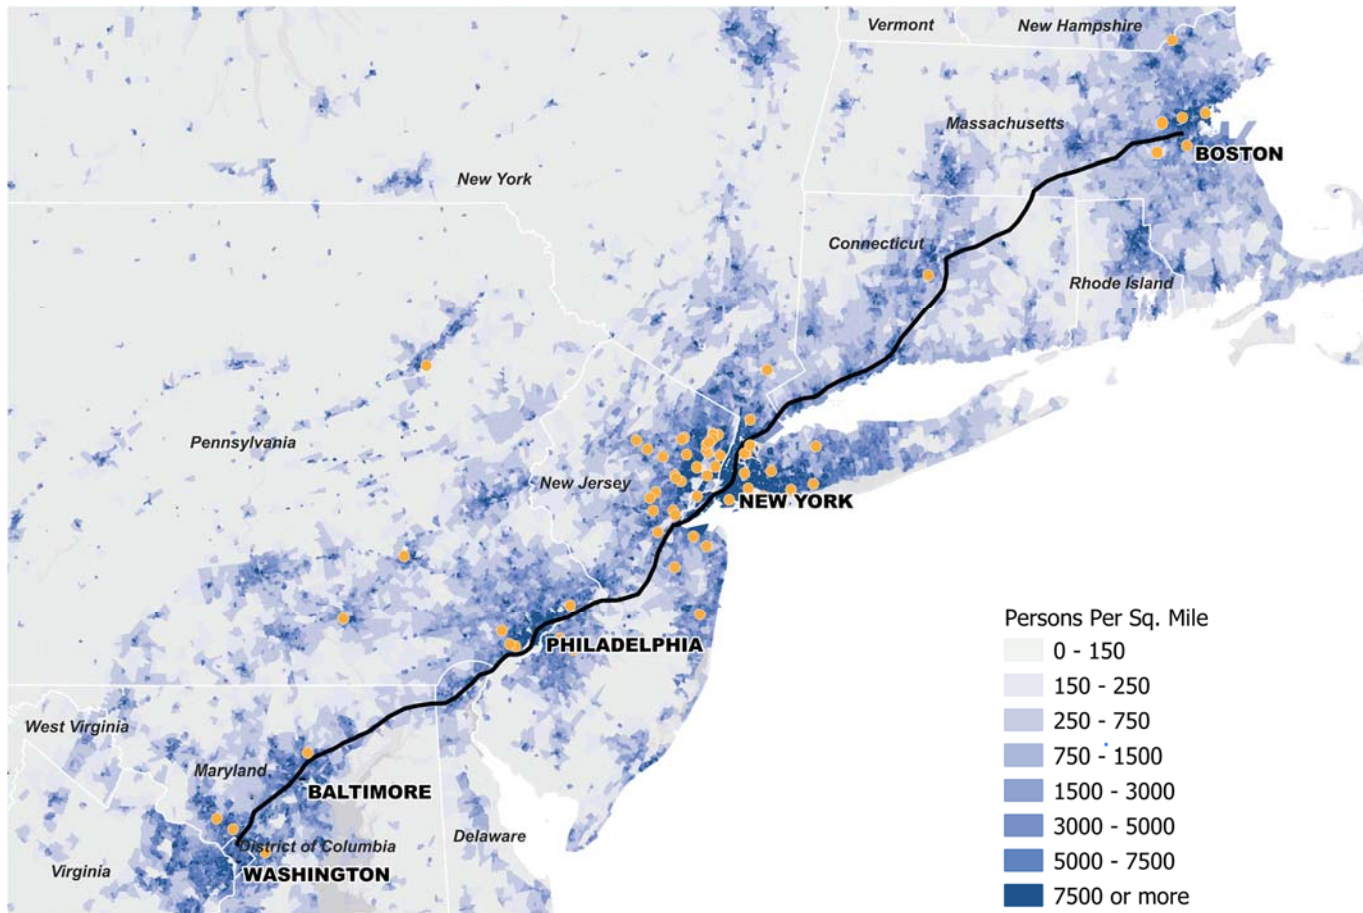 Vermont
New Hampshire
Massachusetts
BOSTON
New York
Connecticut
Rhode Island
Pennsylvania
New Jersey
NEW YORK
PHILADELPHIA
West Virginia
Maryland
BALTIMORE
Delaware
District of Columbia
Virginia
WASHINGTON
Persons Per Sq. Mile
0 - 150
150 - 250
250 - 750
750 - 1500
1500 - 3000
3000 - 5000
5000 - 7500
7500 or more